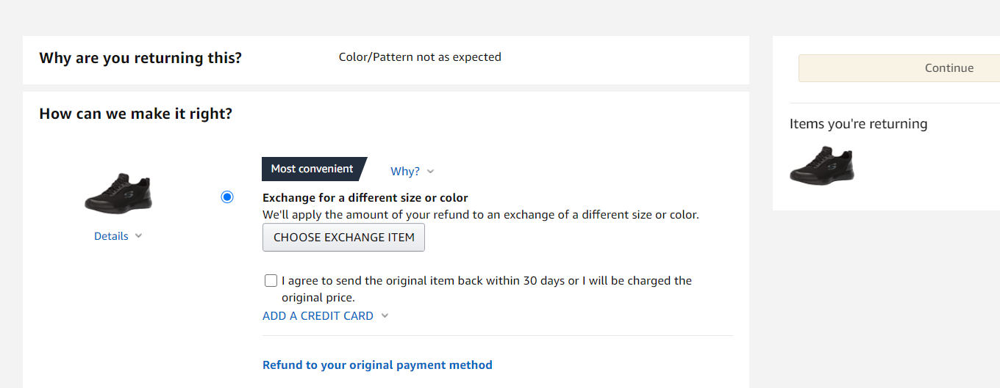 Why are you returning this?
Color/Pattern not as expected
How can we make it right?
Details
Most convenient
Why?
Exchange for a different size or color
We'll apply the amount of your refund to an exchange of a different size or color.
CHOOSE EXCHANGE ITEM
I agree to send the original item back within 30 days or I will be charged the
original price.
ADD A CREDIT CARD
Refund to your original payment method
Continue
Items you're returning